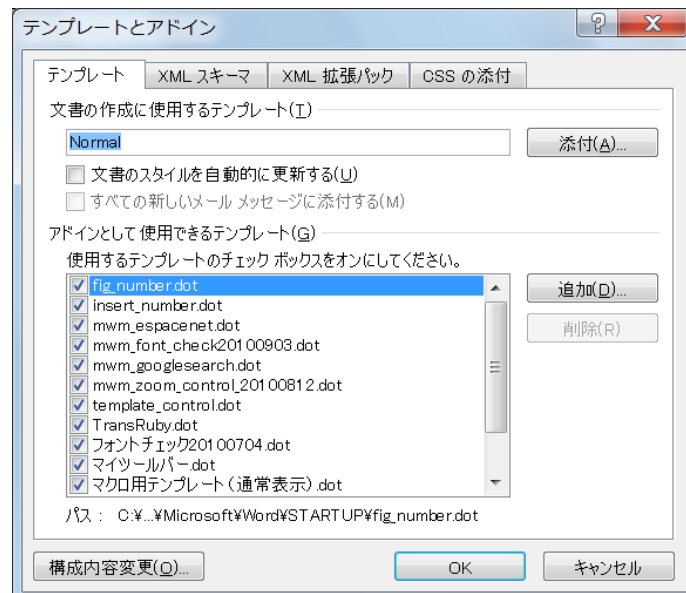 テンプレートとアドイン
テンプレート XML スキーマ XML 拡張パック CSS の添付
文書の作成に使用するテンプレート(T)
Normal 添付(A)...
文書のスタイルを自動的に更新する(U)
すべての新しいメール メッセージに添付する(M)
アドインとして使用できるテンプレート(G)
使用するテンプレートのチェック ボックスをオンにしてください。
fig_number.dot 追加(D)...
insert_number.dot
mwm_espacenet.dot 削除(R)
mwm_font_check20100903.dot
mwm_googlesearch.dot
mwm_zoom_control_20100812.dot
template_control.dot
TransRuby.dot
フォントチェック20100704.dot
マイツールバー.dot
マクロ用テンプレート(通常表示).dot
パス : C:¥...¥Microsoft¥Word¥STARTUP¥fig_number.dot
構成内容変更(O)... OK キャンセル